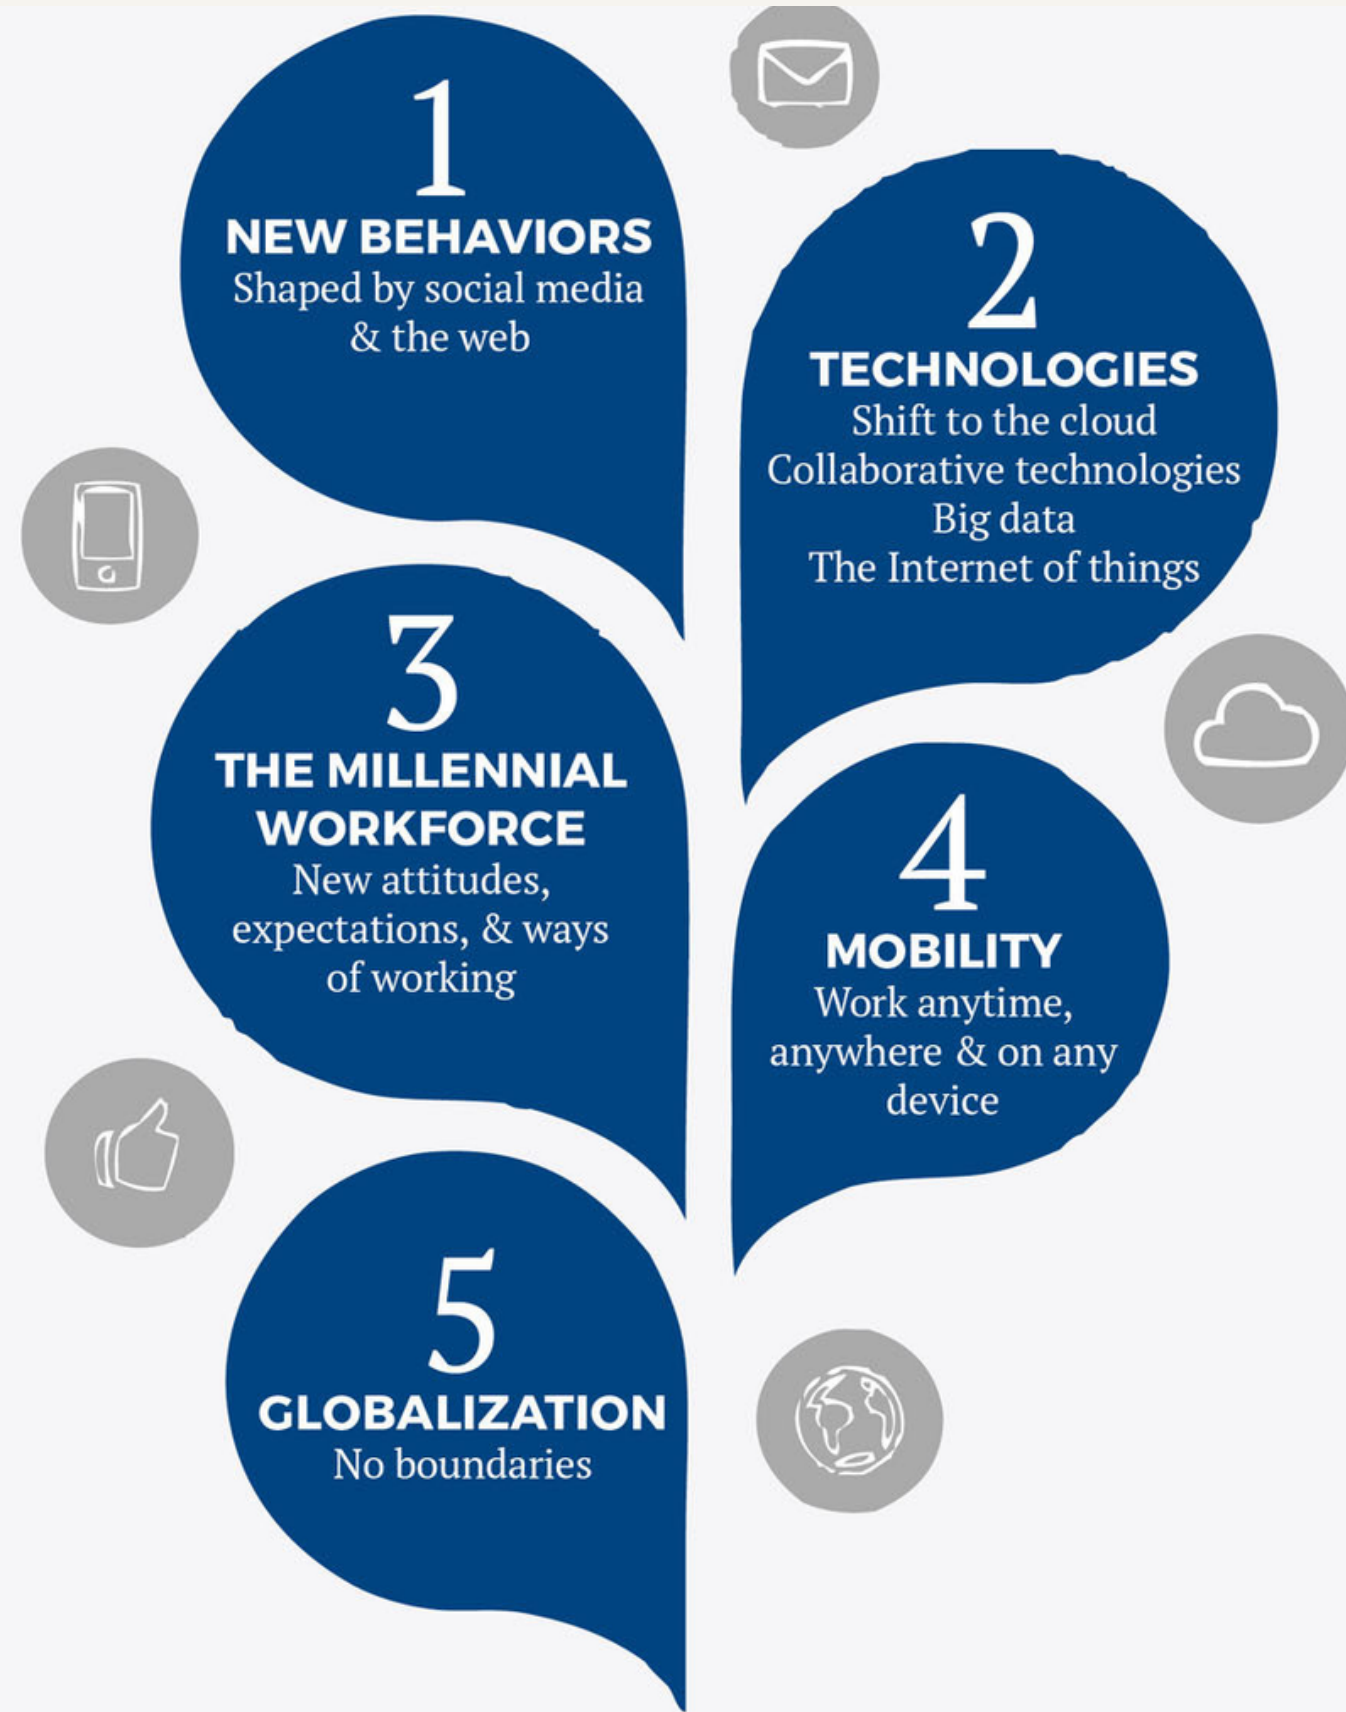 1
NEW BEHAVIORS
Shaped by social media
& the web
2
TECHNOLOGIES
Shift to the cloud
Collaborative technologies
Big data
The Internet of things
3
THE MILLENNIAL
WORKFORCE
New attitudes,
expectations, & ways
of working
4
MOBILITY
Work anytime,
anywhere & on any
device
5
GLOBALIZATION
No boundaries